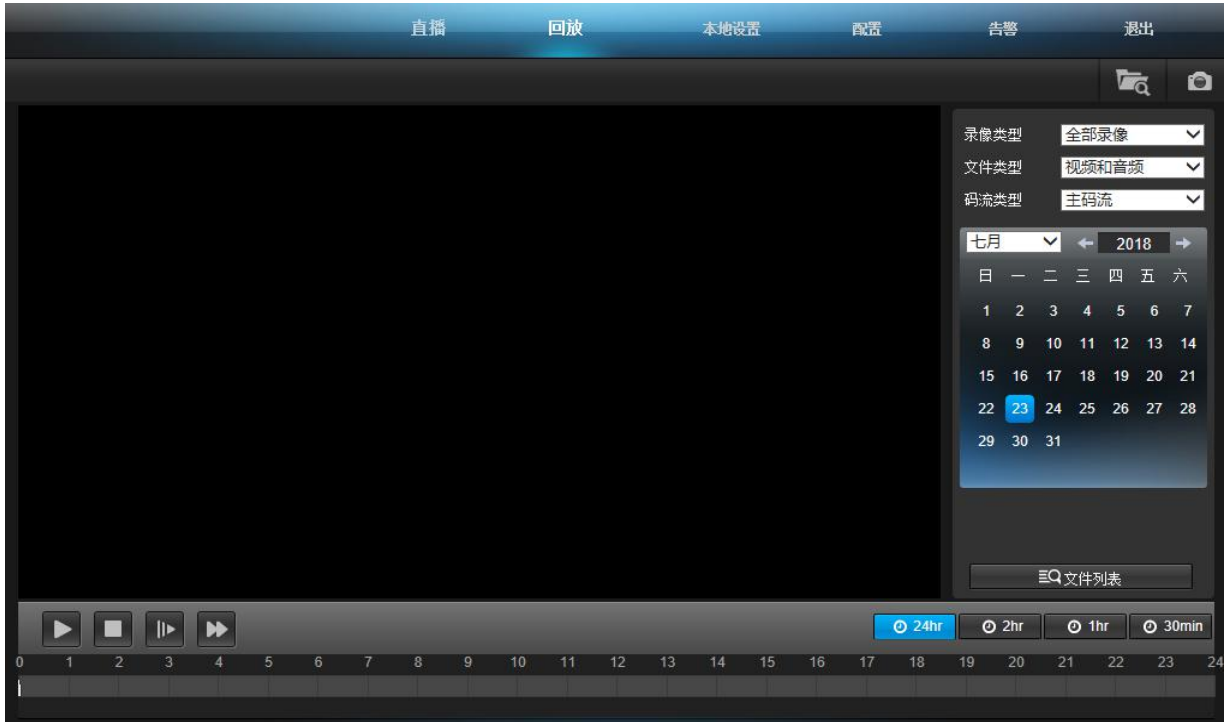 直播 回放 本地设置 配置 告警 退出
录像类型 全部录像
文件类型 视频和音频
码流类型 主码流
七月 2018
日 一 二 三 四 五 六
1 2 3 4 5 6 7
8 9 10 11 12 13 14
15 16 17 18 19 20 21
22 23 24 25 26 27 28
29 30 31
文件列表
24hr 2hr 1hr 30min
0 1 2 3 4 5 6 7 8 9 10 11 12 13 14 15 16 17 18 19 20 21 22 23 24